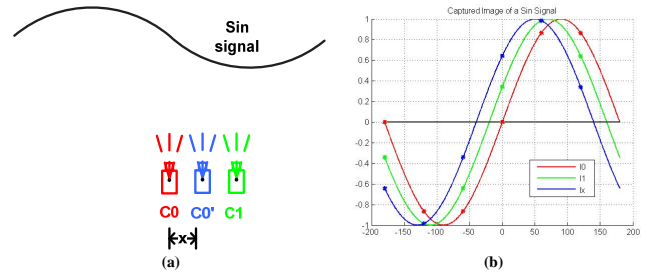 Sin
signal
C0 C0' C1
x
(a)
Captured Image of a Sin Signal
1
0.8
0.6
0.4
0.2
0
-0.2
-0.4
-0.6
-0.8
-1
I0
I1
Ix
-200 -150 -100 -50 0 50 100 150 200
(b)